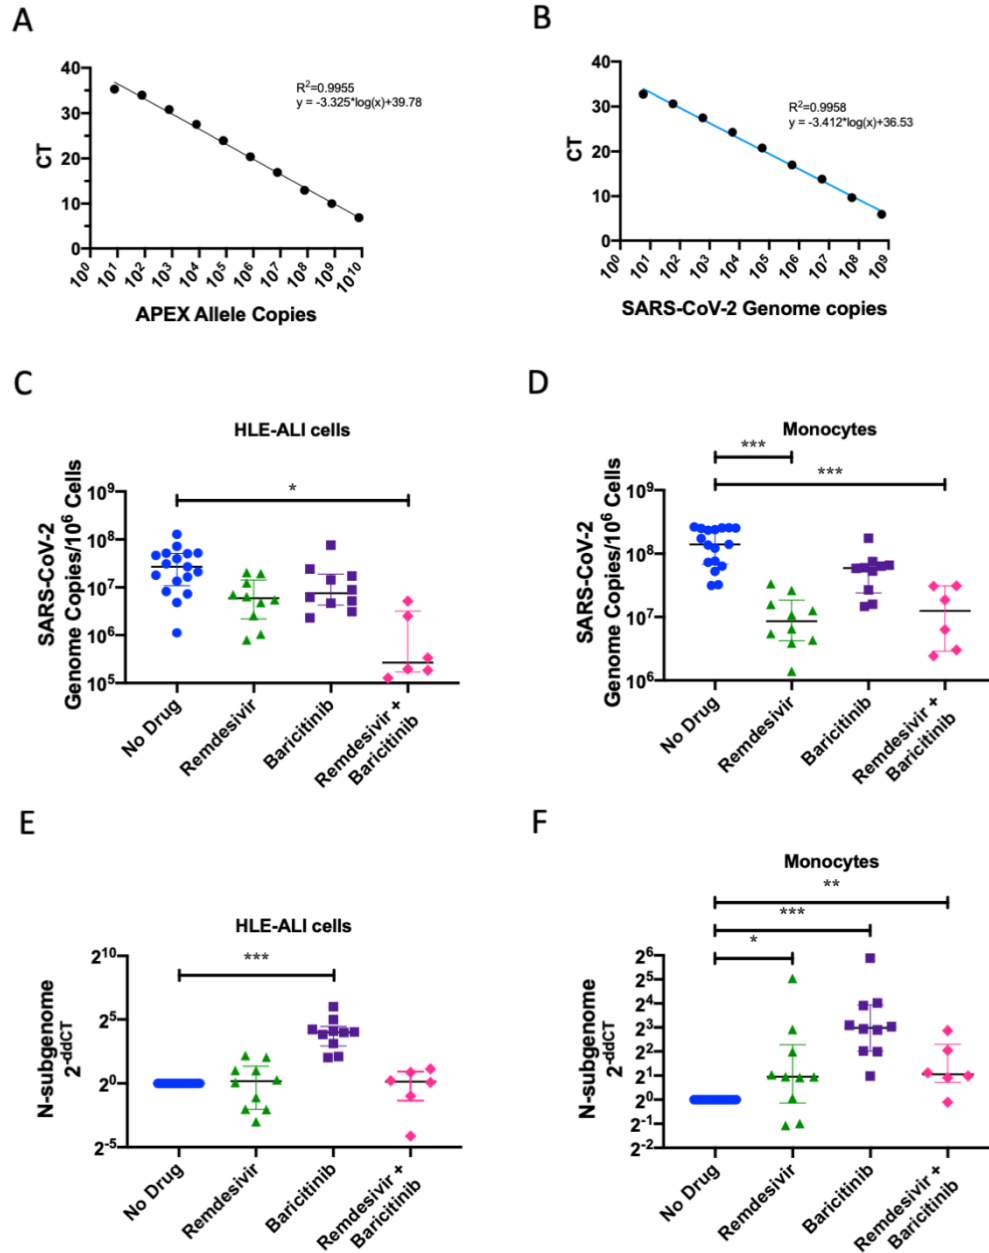 A
B
40
30
20
10
0
CT
R²=0.9955
y = -3.325*log(x)+39.78
10⁰
10¹
10²
10³
10⁴
10⁵
10⁶
10⁷
10⁸
10⁹
10¹⁰
APEX Allele Copies
40
30
20
10
0
CT
R²=0.9958
y = -3.412*log(x)+36.53
10⁰
10¹
10²
10³
10⁴
10⁵
10⁶
10⁷
10⁸
10⁹
SARS-CoV-2 Genome copies
C
HLE-ALI cells
SARS-CoV-2
Genome Copies/10⁶ Cells
10⁹
10⁸
10⁷
10⁶
10⁵
*
No Drug
Remdesivir
Baricitinib
Remdesivir +
Baricitinib
D
Monocytes
***
***
SARS-CoV-2
Genome Copies/10⁶ Cells
10⁹
10⁸
10⁷
10⁶
No Drug
Remdesivir
Baricitinib
Remdesivir +
Baricitinib
E
HLE-ALI cells
N-subgenome
2^-ddCT
2¹⁰
2⁵
2⁰
2⁻⁵
***
No Drug
Remdesivir
Baricitinib
Remdesivir +
Baricitinib
F
Monocytes
**
***
*
N-subgenome
2^-ddCT
2⁶
2⁵
2⁴
2³
2²
2¹
2⁰
2⁻¹
2⁻²
No Drug
Remdesivir
Baricitinib
Remdesivir +
Baricitinib